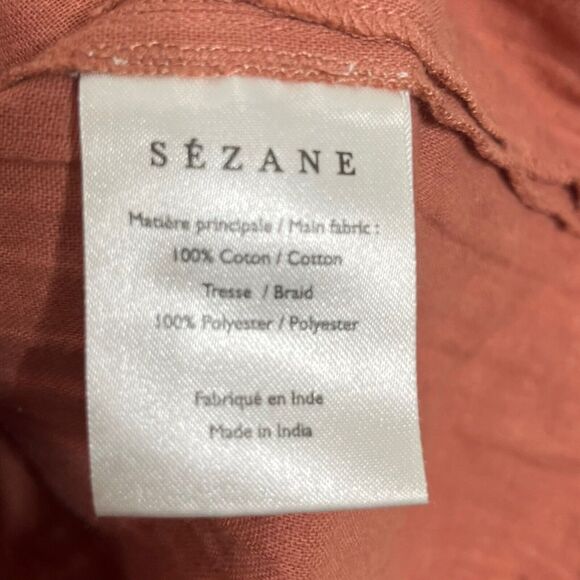 SÉZANE
Matière principale / Main fabric :
100% Coton / Cotton
Tresse / Braid
100% Polyester / Polyester
Fabriqué en Inde
Made in India